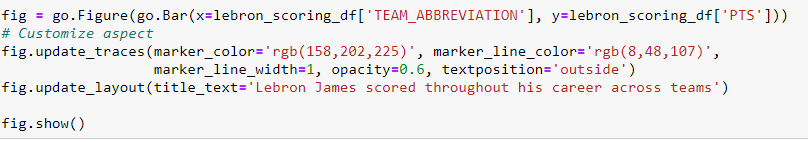 fig = go.Figure(go.Bar(x=lebron_scoring_df['TEAM_ABBREVIATION'], y=lebron_scoring_df['PTS']))
# Customize aspect
fig.update_traces(marker_color='rgb(158,202,225)', marker_line_color='rgb(8,48,107)',
                  marker_line_width=1, opacity=0.6, textposition='outside')
fig.update_layout(title_text='Lebron James scored throughout his career across teams')
fig.show()